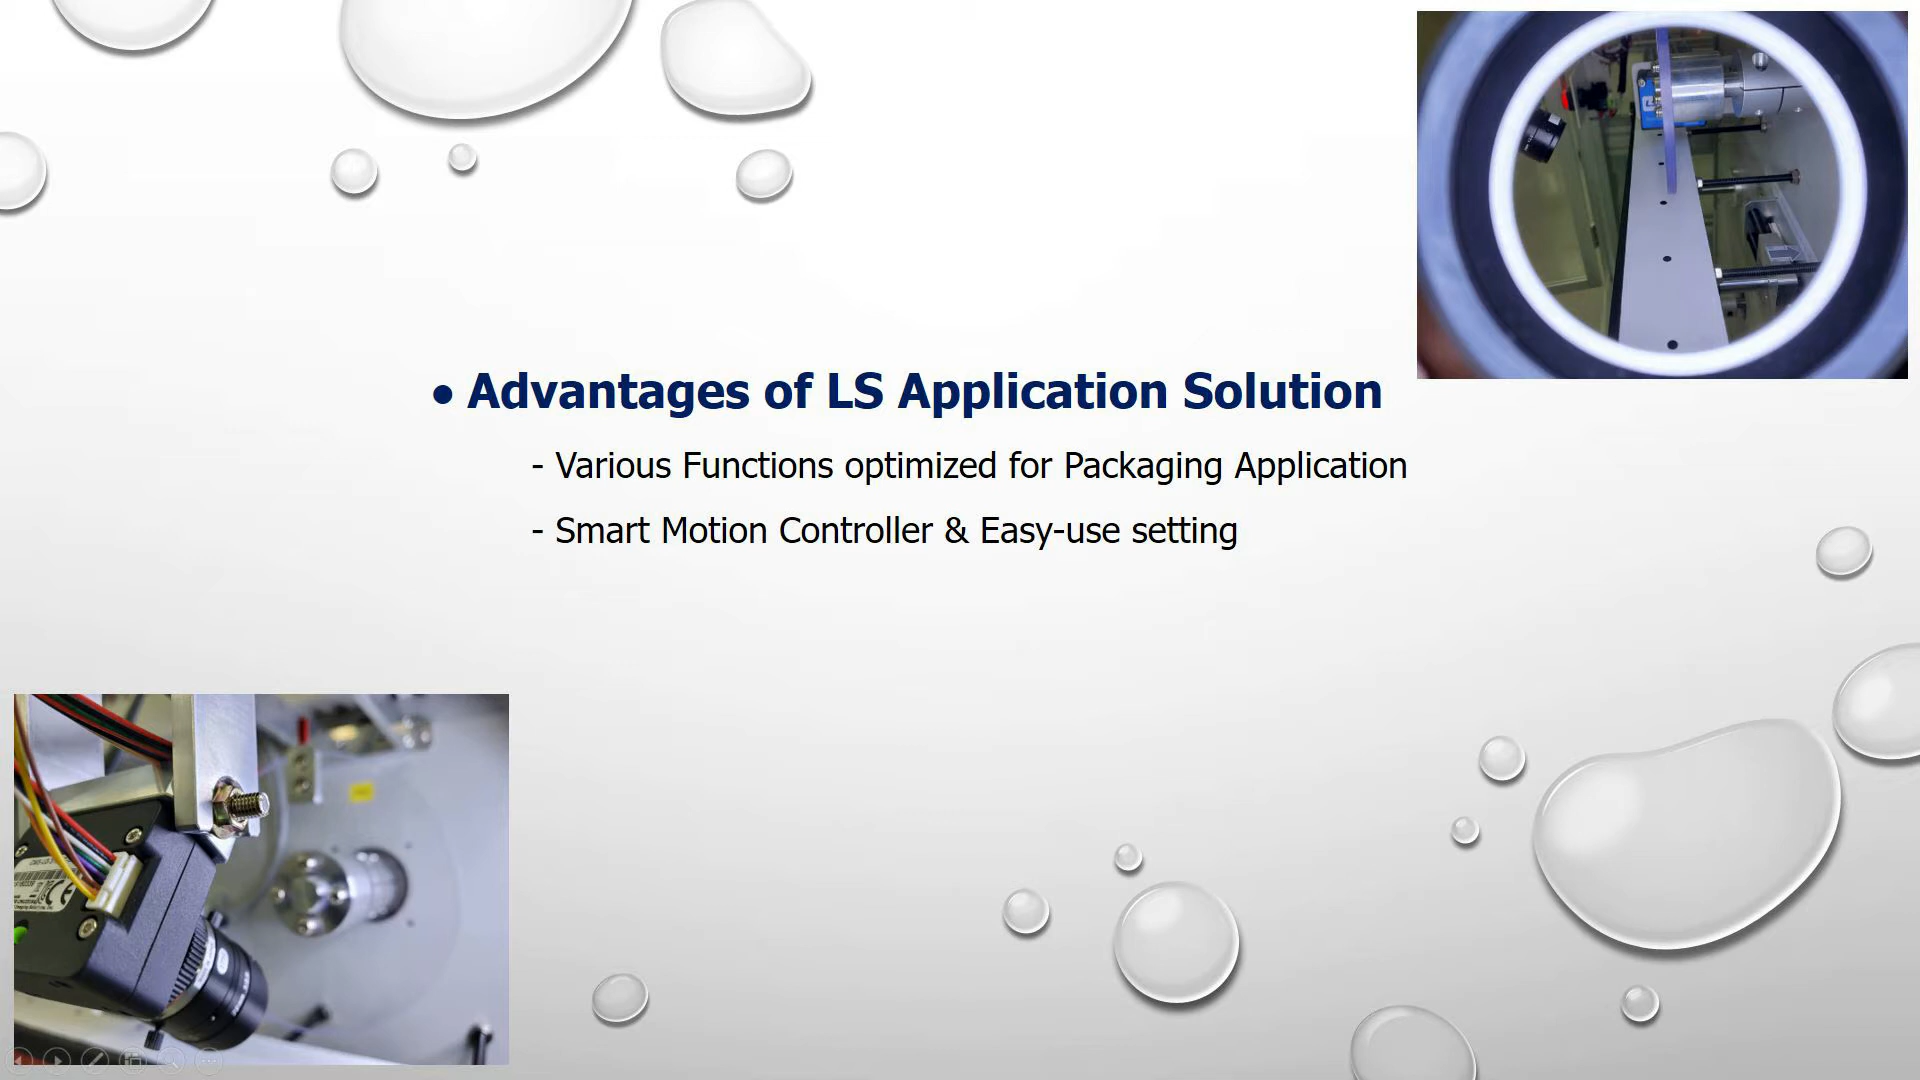 ● Advantages of LS Application Solution
- Various Functions optimized for Packaging Application
- Smart Motion Controller & Easy-use setting